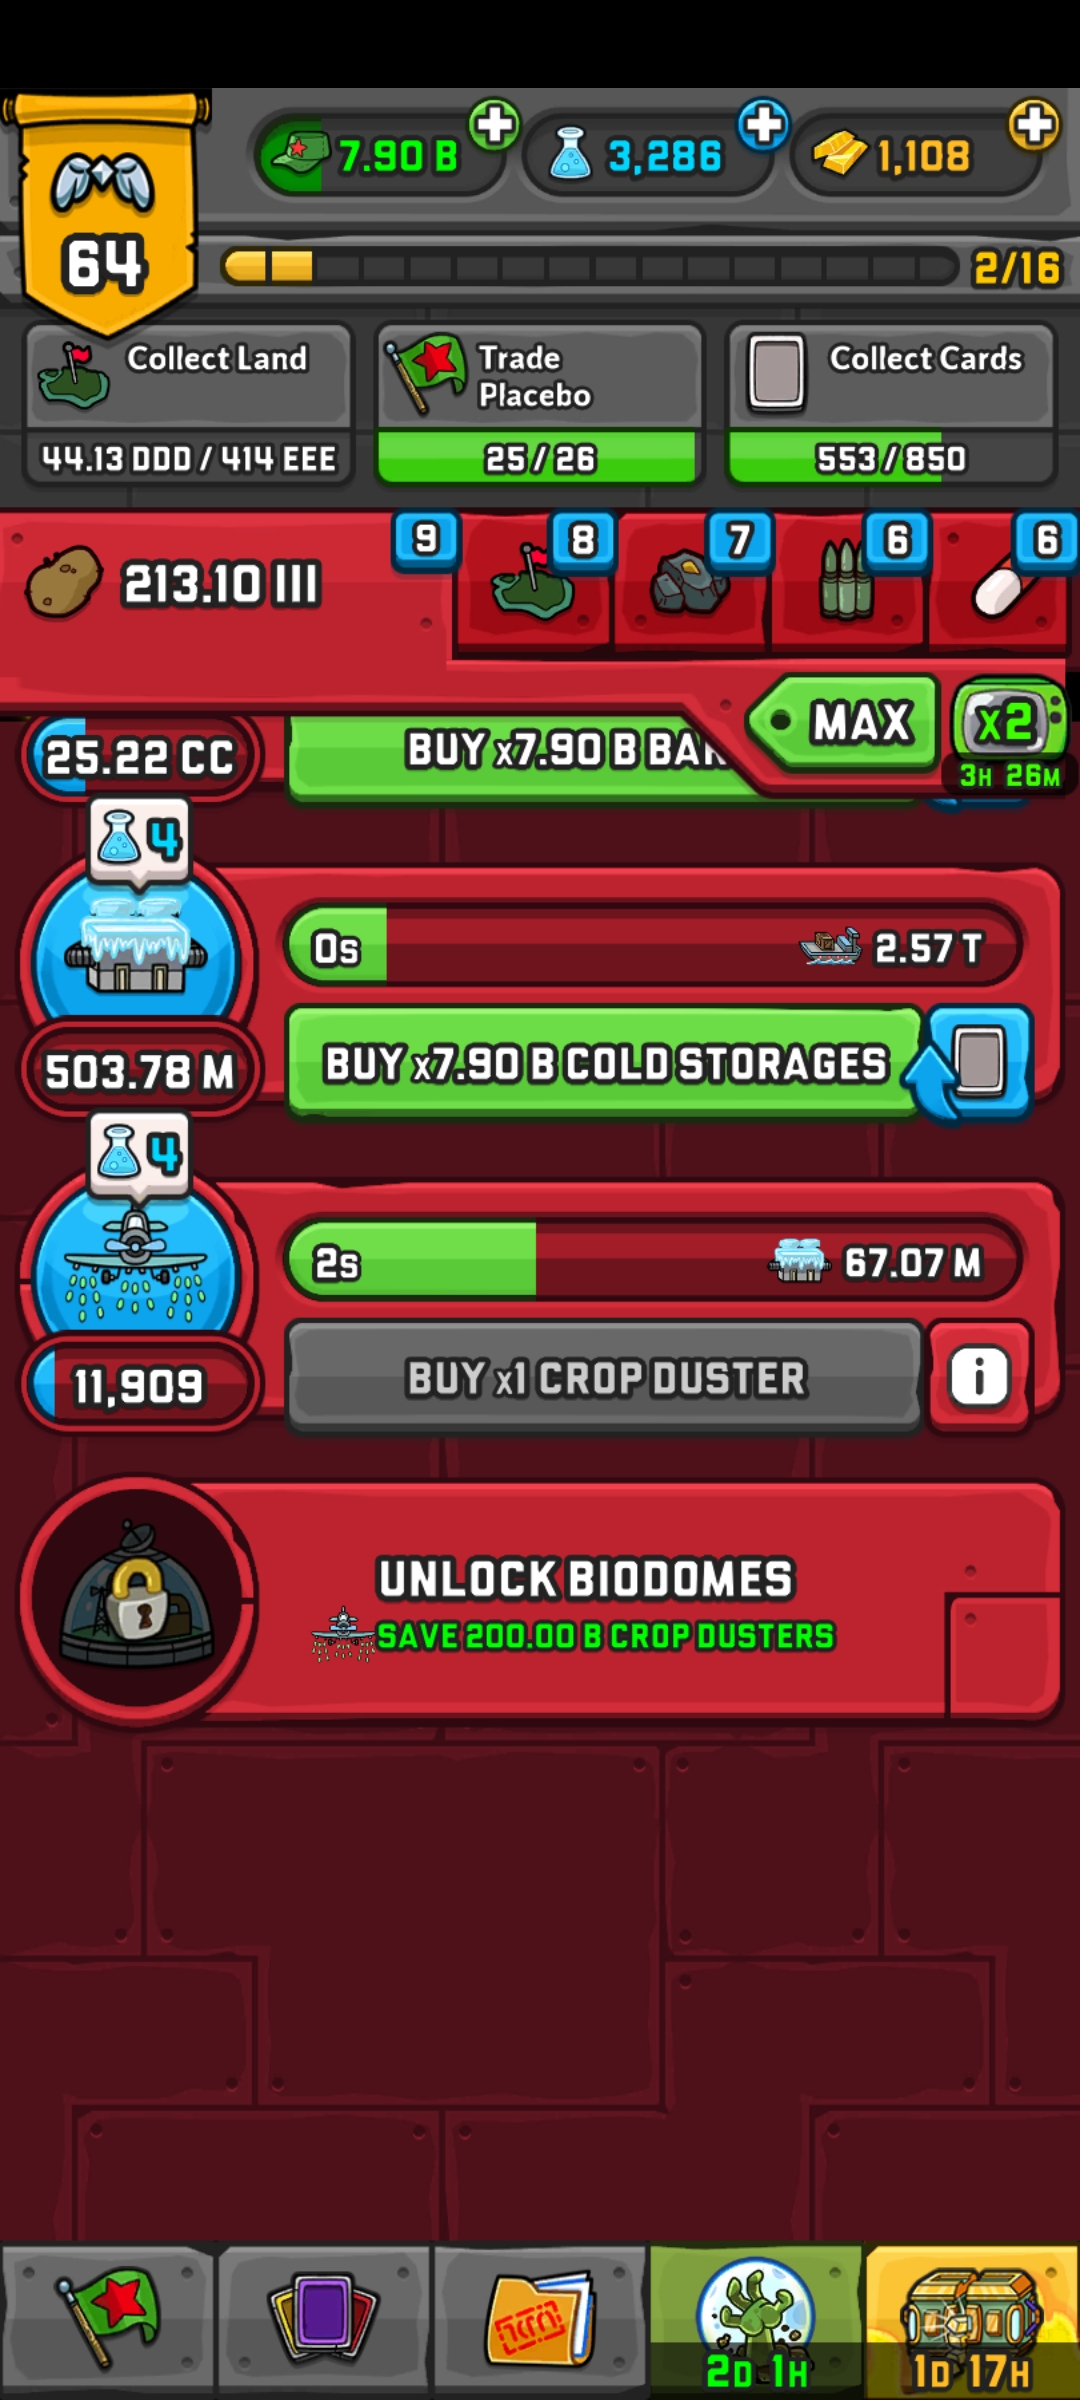 7.90 B
3,286
1,108
64
2/16
Collect Land
44.13 DDD / 414 EEE
Trade
Placebo
25 / 26
Collect Cards
553 / 850
213.10 III
9
8
7
6
6
MAX
x2
3H 26M
25.22 CC
BUY x7.90 B BAR
4
0s
2.57 T
503.78 M
BUY x7.90 B COLD STORAGES
4
2s
67.07 M
11,909
BUY x1 CROP DUSTER
i
UNLOCK BIODOMES
SAVE 200.00 B CROP DUSTERS
2D 1H
1D 17H